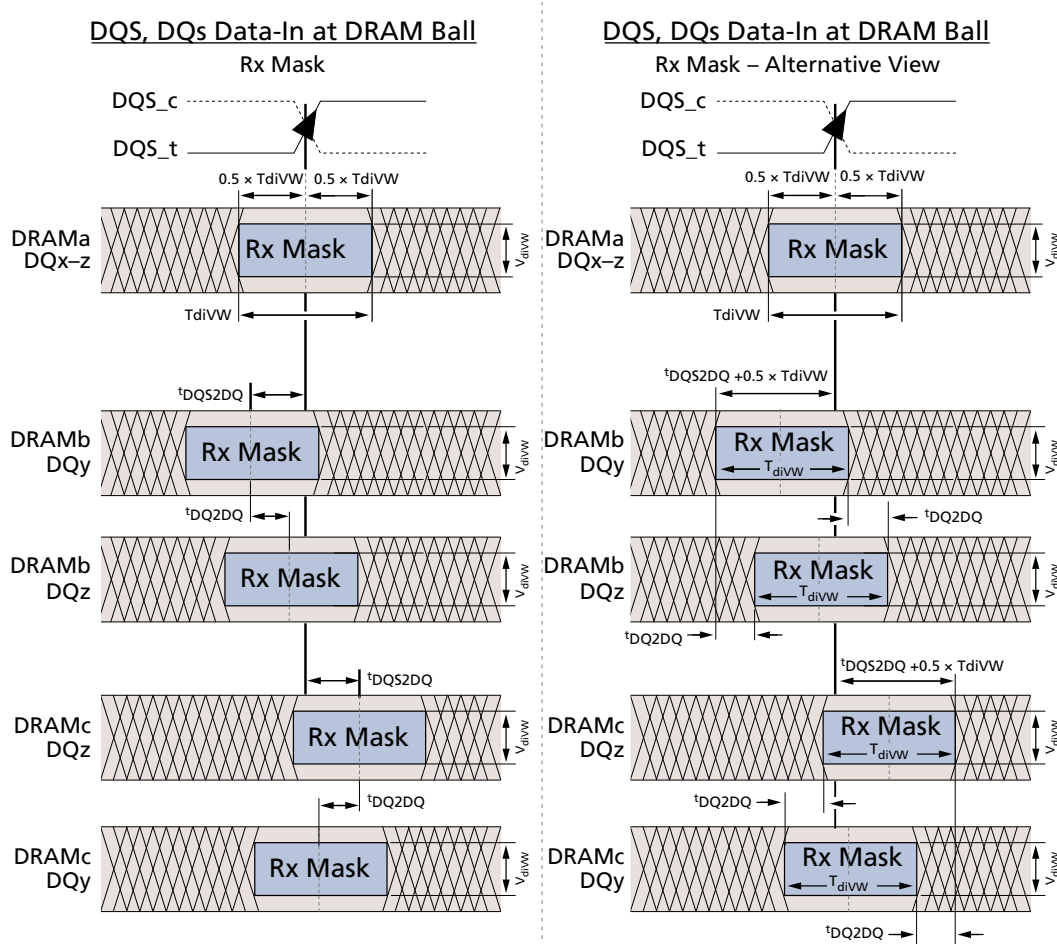 DQS, DQs Data-In at DRAM Ball
Rx Mask
DQS_c
DQS_t
0.5 × TdiVW 0.5 × TdiVW
DRAMa
DQx–z
Rx Mask
VdiVW
TdiVW
tDQS2DQ
DRAMb
DQy
Rx Mask
VdiVW
tDQ2DQ
DRAMb
DQz
Rx Mask
VdiVW
tDQS2DQ
DRAMc
DQz
Rx Mask
VdiVW
tDQ2DQ
DRAMc
DQy
Rx Mask
VdiVW
DQS, DQs Data-In at DRAM Ball
Rx Mask – Alternative View
DQS_c
DQS_t
0.5 × TdiVW 0.5 × TdiVW
DRAMa
DQx–z
Rx Mask
VdiVW
TdiVW
tDQS2DQ +0.5 × TdiVW
DRAMb
DQy
Rx Mask
TdiVW
VdiVW
tDQ2DQ
DRAMb
DQz
Rx Mask
TdiVW
VdiVW
tDQ2DQ
tDQS2DQ +0.5 × TdiVW
DRAMc
DQz
Rx Mask
TdiVW
VdiVW
tDQ2DQ
DRAMc
DQy
Rx Mask
TdiVW
VdiVW
tDQ2DQ